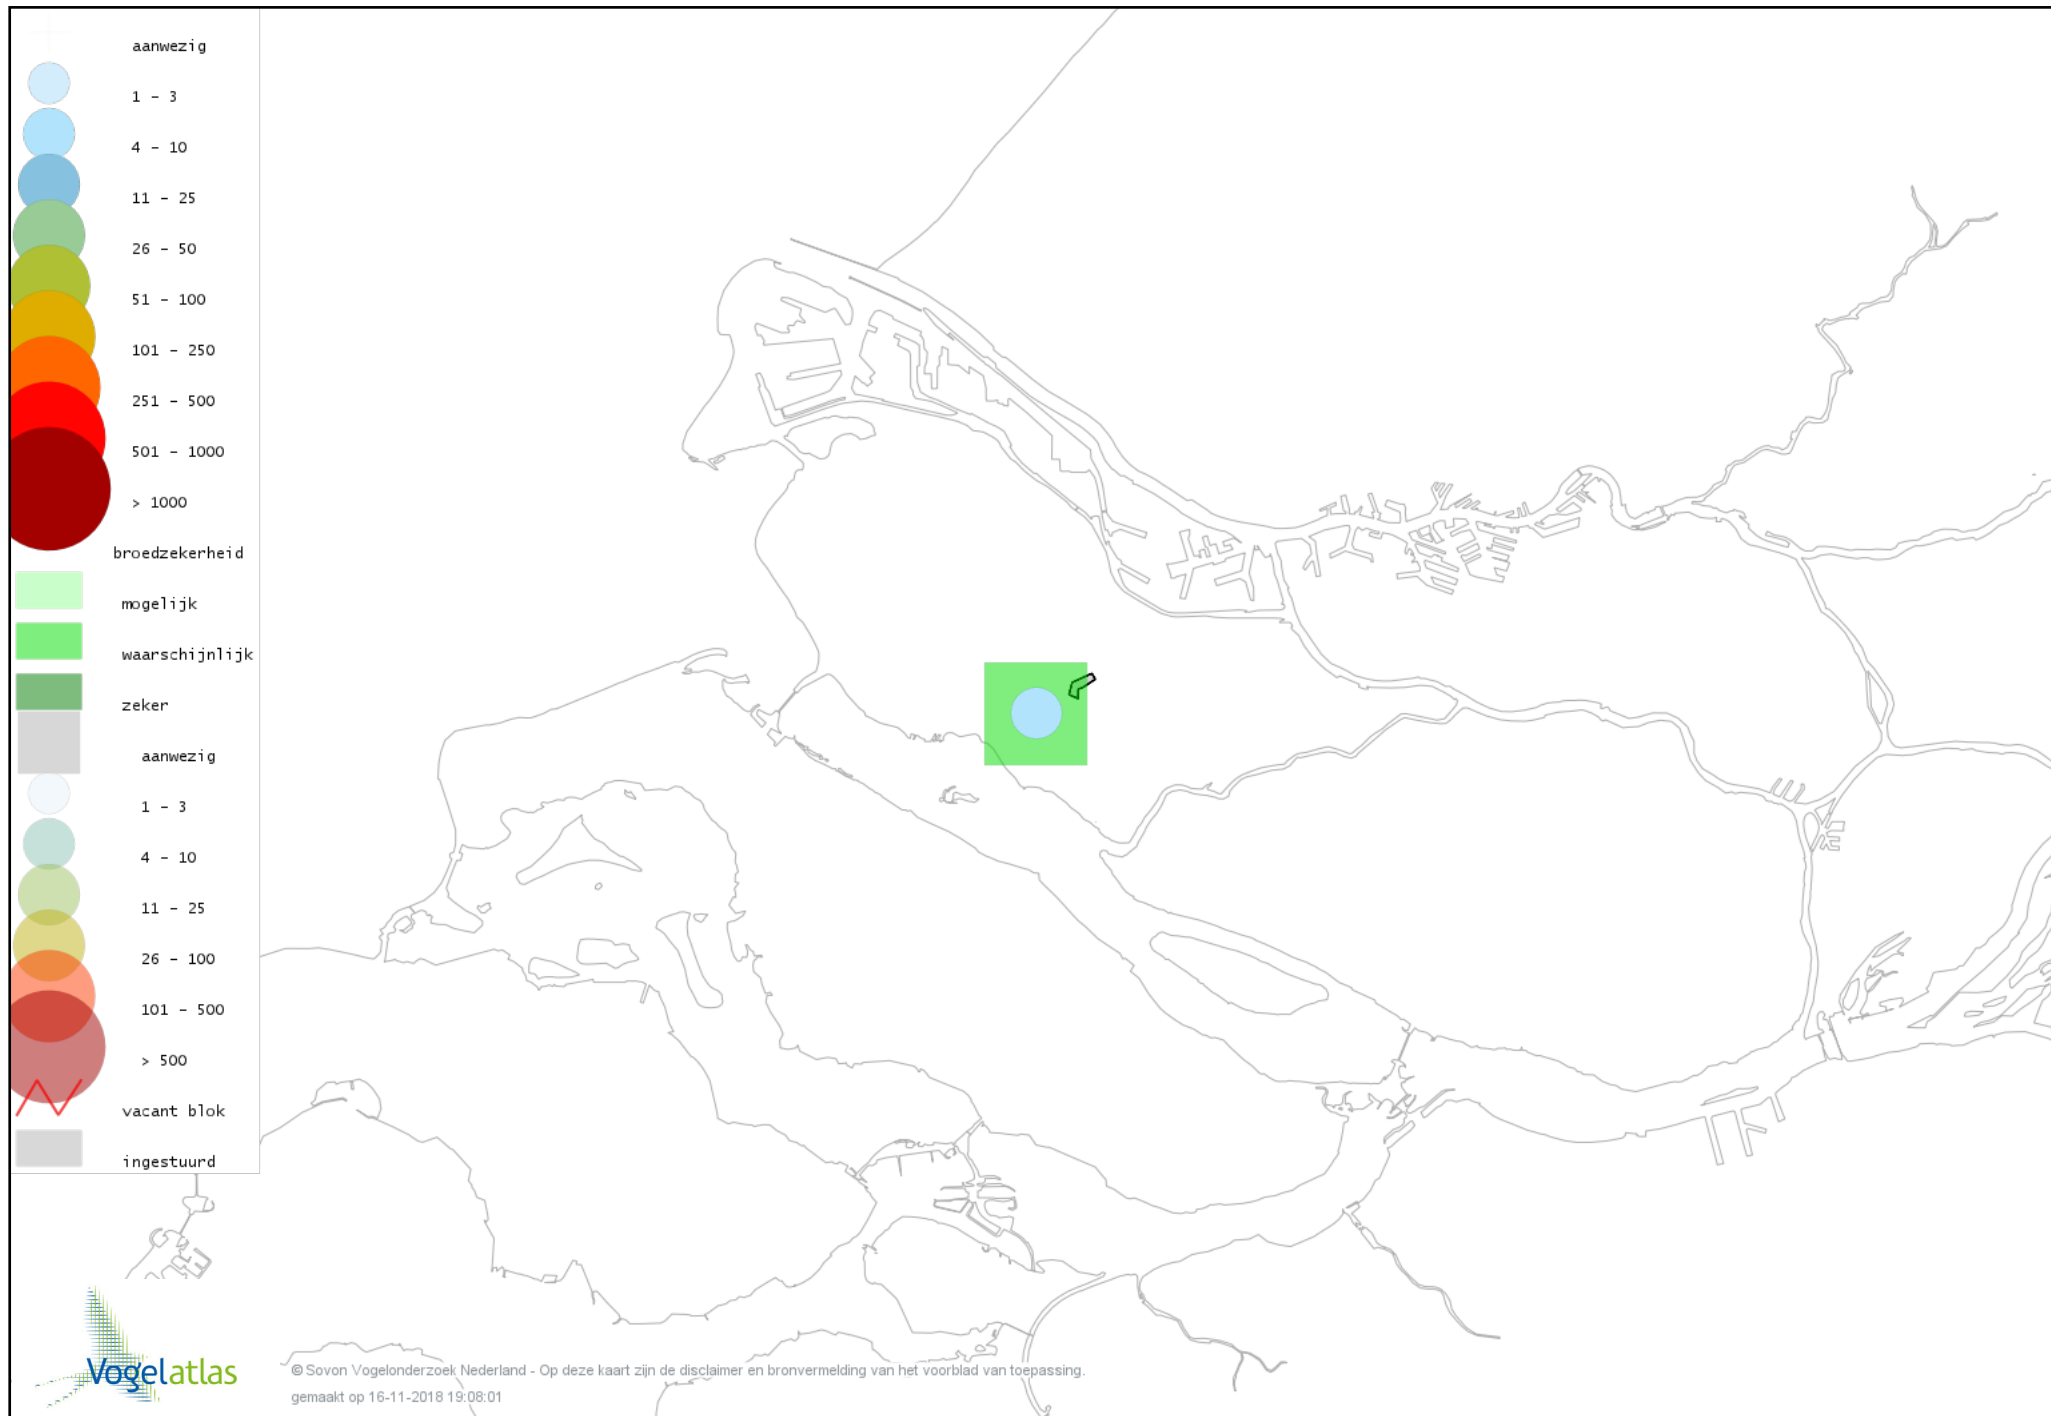 aanwezig
1 - 3
4 - 10
11 - 25
26 - 50
51 - 100
101 - 250
251 - 500
501 - 1000
> 1000
broedzekerheid
mogelijk
waarschijnlijk
zeker
aanwezig
1 - 3
4 - 10
11 - 25
26 - 100
101 - 500
> 500
vacant blok
ingestuurd
Vogelatlas
© Sovon Vogelonderzoek Nederland - Op deze kaart zijn de disclaimer en bronvermelding van het voorblad van toepassing.
gemaakt op 16-11-2018 19:08:01